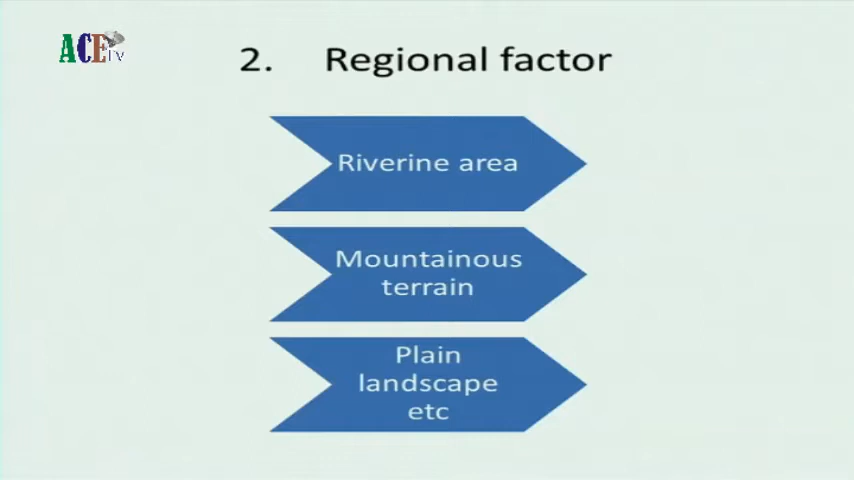 ACE TV
2. Regional factor
Riverine area
Mountainous
terrain
Plain
landscape
etc